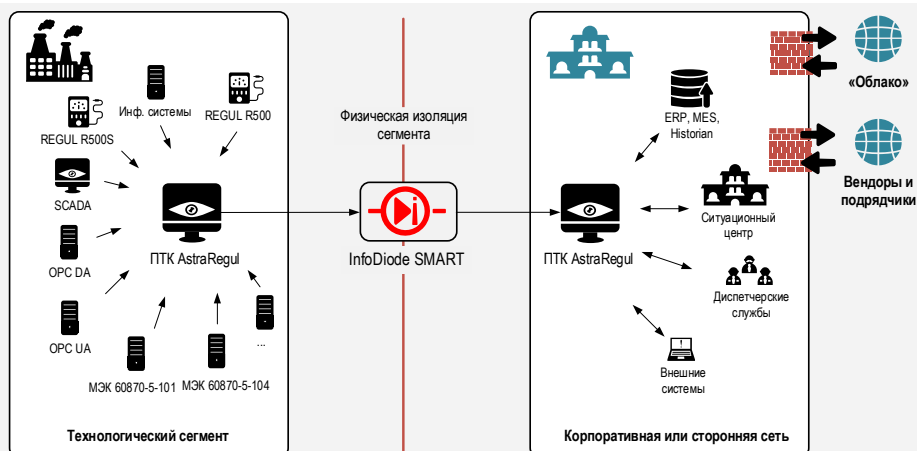 Инф. системы
REGUL R500
REGUL R500S
SCADA
OPC DA
OPC UA
МЭК 60870-5-101
МЭК 60870-5-104
...
ПТК AstraRegul
Технологический сегмент
Физическая изоляция
сегмента
InfoDiode SMART
ПТК AstraRegul
ERP, MES,
Historian
Ситуационный
центр
Диспетчерские
службы
Внешние
системы
Корпоративная или сторонняя сеть
«Облако»
Вендоры и
подрядчики